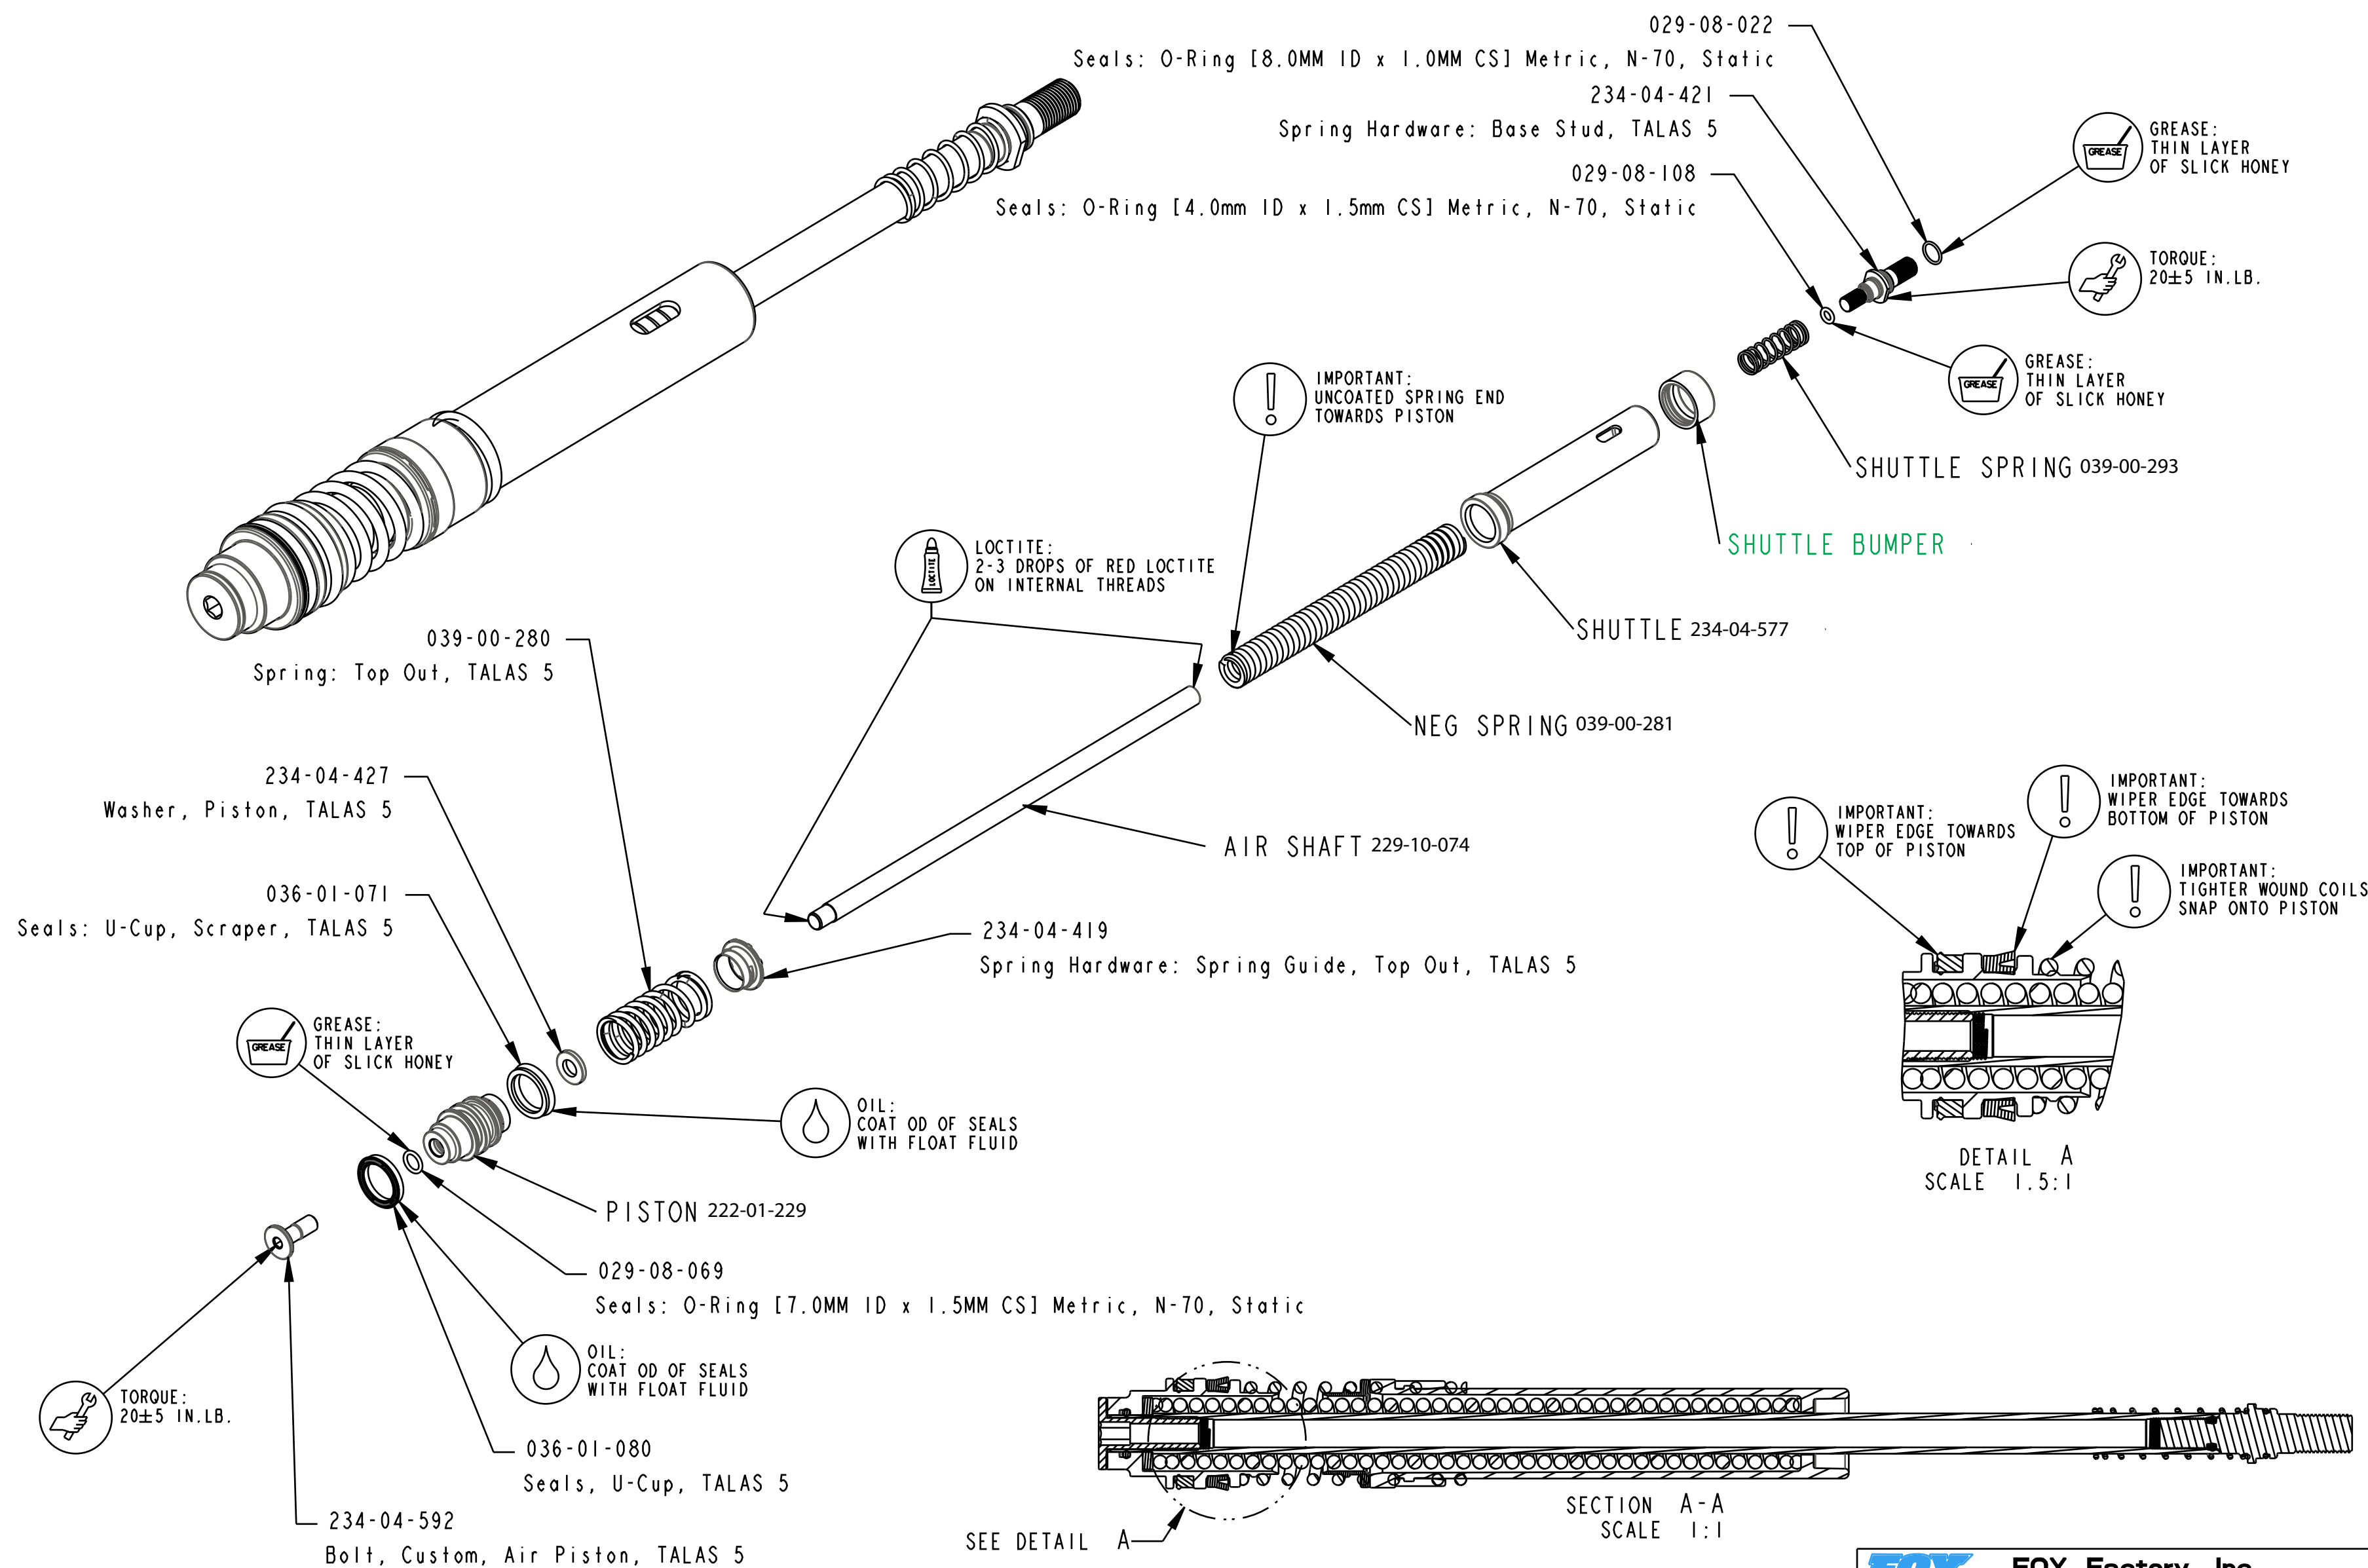 029-08-022
Seals: O-Ring [8.0MM ID x 1.0MM CS] Metric, N-70, Static
234-04-421
Spring Hardware: Base Stud, TALAS 5
029-08-108
Seals: O-Ring [4.0mm ID x 1.5mm CS] Metric, N-70, Static
GREASE
GREASE:
THIN LAYER
OF SLICK HONEY
TORQUE:
20±5 IN.LB.
GREASE
GREASE:
THIN LAYER
OF SLICK HONEY
IMPORTANT:
UNCOATED SPRING END
TOWARDS PISTON
SHUTTLE SPRING 039-00-293
SHUTTLE BUMPER
LOCTITE
LOCTITE:
2-3 DROPS OF RED LOCTITE
ON INTERNAL THREADS
SHUTTLE 234-04-577
039-00-280
Spring: Top Out, TALAS 5
NEG SPRING 039-00-281
234-04-427
Washer, Piston, TALAS 5
AIR SHAFT 229-10-074
IMPORTANT:
WIPER EDGE TOWARDS
TOP OF PISTON
IMPORTANT:
WIPER EDGE TOWARDS
BOTTOM OF PISTON
IMPORTANT:
TIGHTER WOUND COILS
SNAP ONTO PISTON
036-01-071
Seals: U-Cup, Scraper, TALAS 5
234-04-419
Spring Hardware: Spring Guide, Top Out, TALAS 5
GREASE
GREASE:
THIN LAYER
OF SLICK HONEY
OIL:
COAT OD OF SEALS
WITH FLOAT FLUID
DETAIL A
SCALE 1.5:1
PISTON 222-01-229
029-08-069
Seals: O-Ring [7.0MM ID x 1.5MM CS] Metric, N-70, Static
OIL:
COAT OD OF SEALS
WITH FLOAT FLUID
TORQUE:
20±5 IN.LB.
036-01-080
Seals, U-Cup, TALAS 5
234-04-592
Bolt, Custom, Air Piston, TALAS 5
SEE DETAIL A
SECTION A-A
SCALE 1:1
FOX FOX Factory, Inc